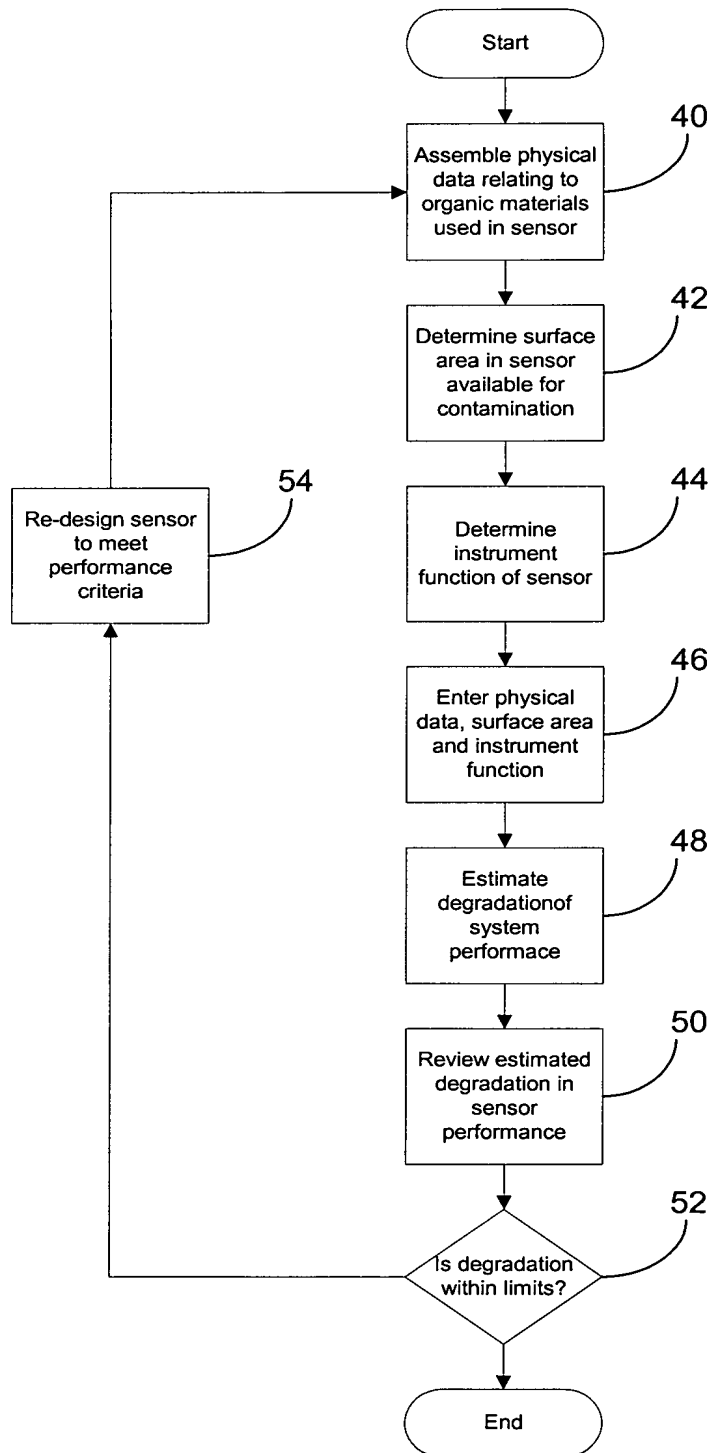 Start
40
Assemble physical
data relating to
organic materials
used in sensor
42
Determine surface
area in sensor
available for
contamination
54
Re-design sensor
to meet
performance
criteria
44
Determine
instrument
function of sensor
46
Enter physical
data, surface area
and instrument
function
48
Estimate
degradationof
system
performace
50
Review estimated
degradation in
sensor
performance
52
Is degradation
within limits?
End